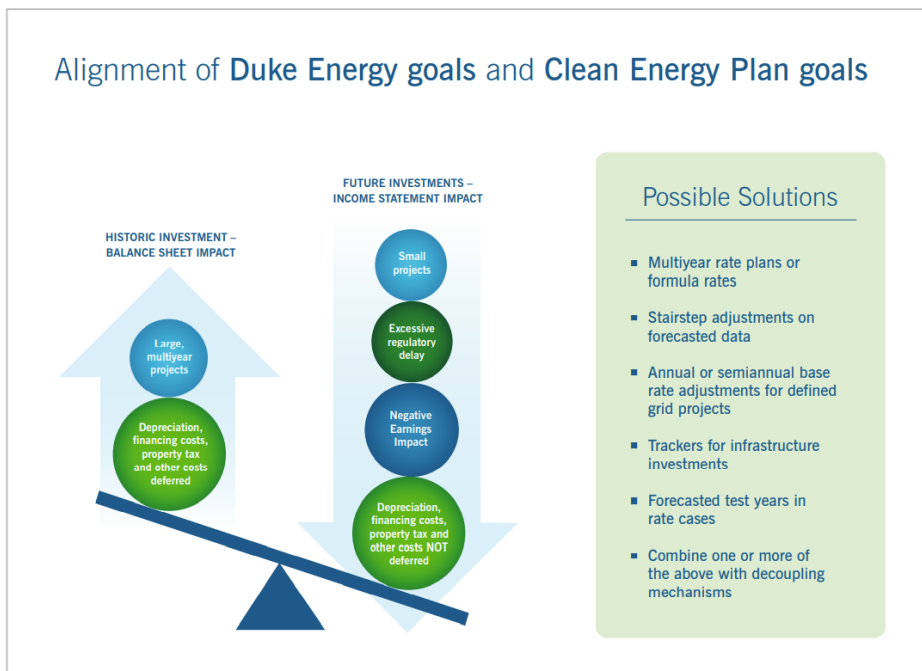 Alignment of Duke Energy goals and Clean Energy Plan goals
HISTORIC INVESTMENT –
BALANCE SHEET IMPACT
Large,
multiyear
projects
Depreciation,
financing costs,
property tax
and other costs
deferred
FUTURE INVESTMENTS –
INCOME STATEMENT IMPACT
Small
projects
Excessive
regulatory
delay
Negative
Earnings
Impact
Depreciation,
financing costs,
property tax and
other costs NOT
deferred
Possible Solutions
▪ Multiyear rate plans or
formula rates
▪ Stairstep adjustments on
forecasted data
▪ Annual or semiannual base
rate adjustments for defined
grid projects
▪ Trackers for infrastructure
investments
▪ Forecasted test years in
rate cases
▪ Combine one or more of
the above with decoupling
mechanisms